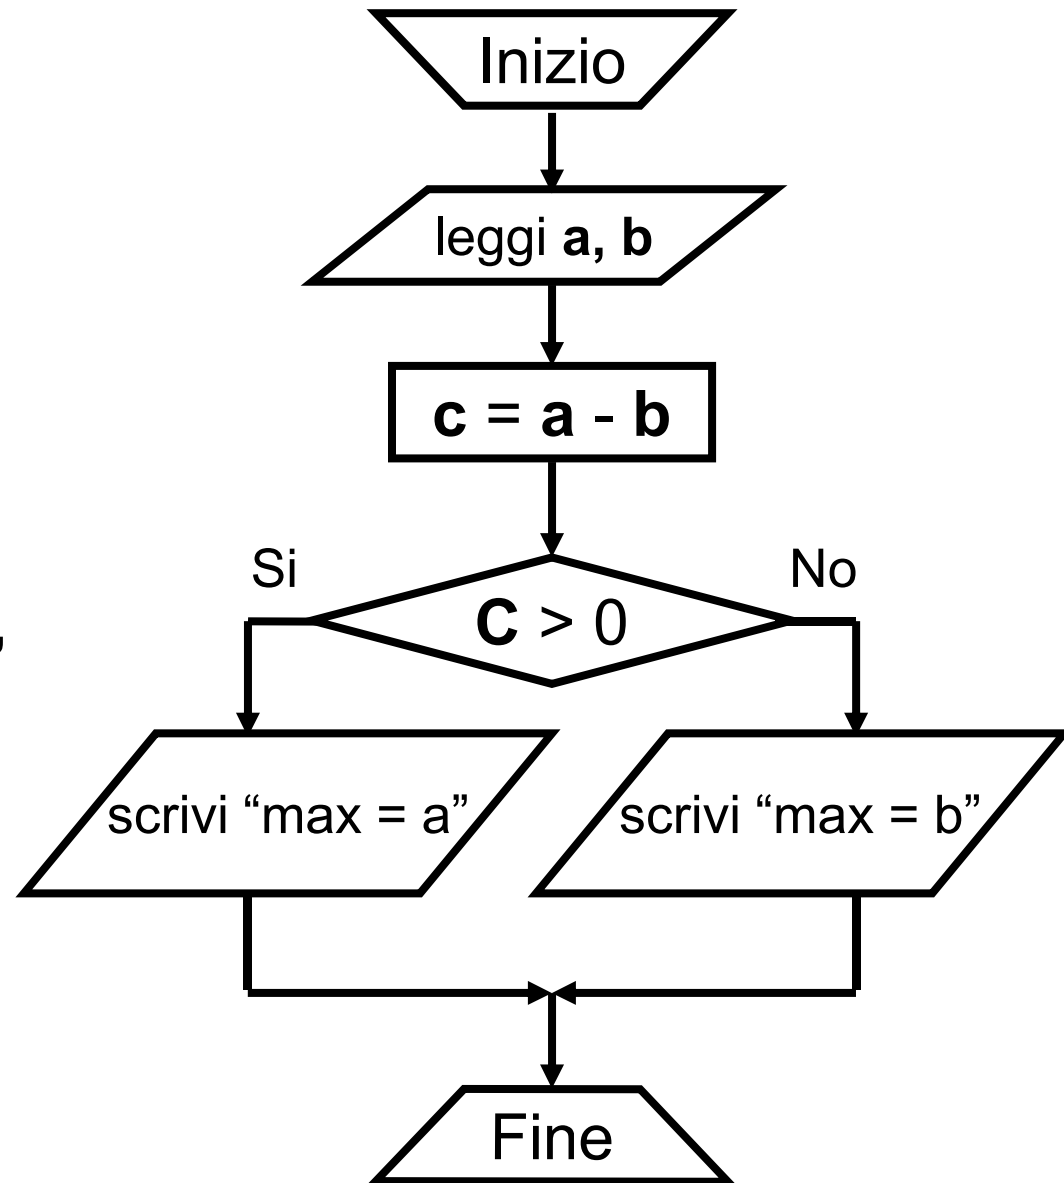 Inizio
leggi a, b
c = a - b
Si
No
C > 0
,
scrivi “max = a”
scrivi “max = b”
Fine